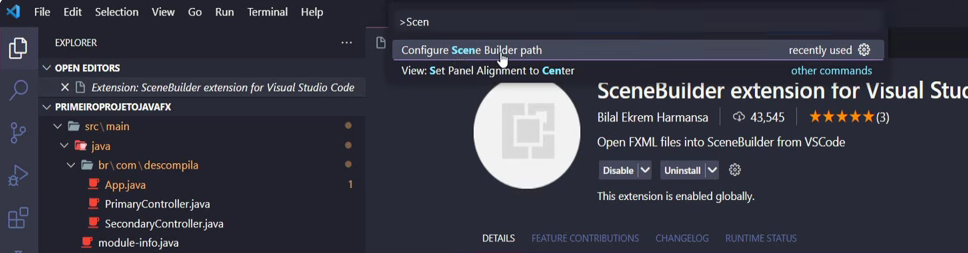 File Edit Selection View Go Run Terminal Help
>Scen
Configure Scene Builder path recently used
View: Set Panel Alignment to Center other commands
EXPLORER ...
OPEN EDITORS
Extension: SceneBuilder extension for Visual Studio Code
PRIMEIROPROJETOJAVAFX
src\main
java
br\com\descompila
App.java 1
PrimaryController.java
SecondaryController.java
module-info.java
SceneBuilder extension for Visual Stud
Bilal Ekrem Harmansa 43,545 (3)
Open FXML files into SceneBuilder from VSCode
Disable Uninstall
This extension is enabled globally.
DETAILS FEATURE CONTRIBUTIONS CHANGELOG RUNTIME STATUS